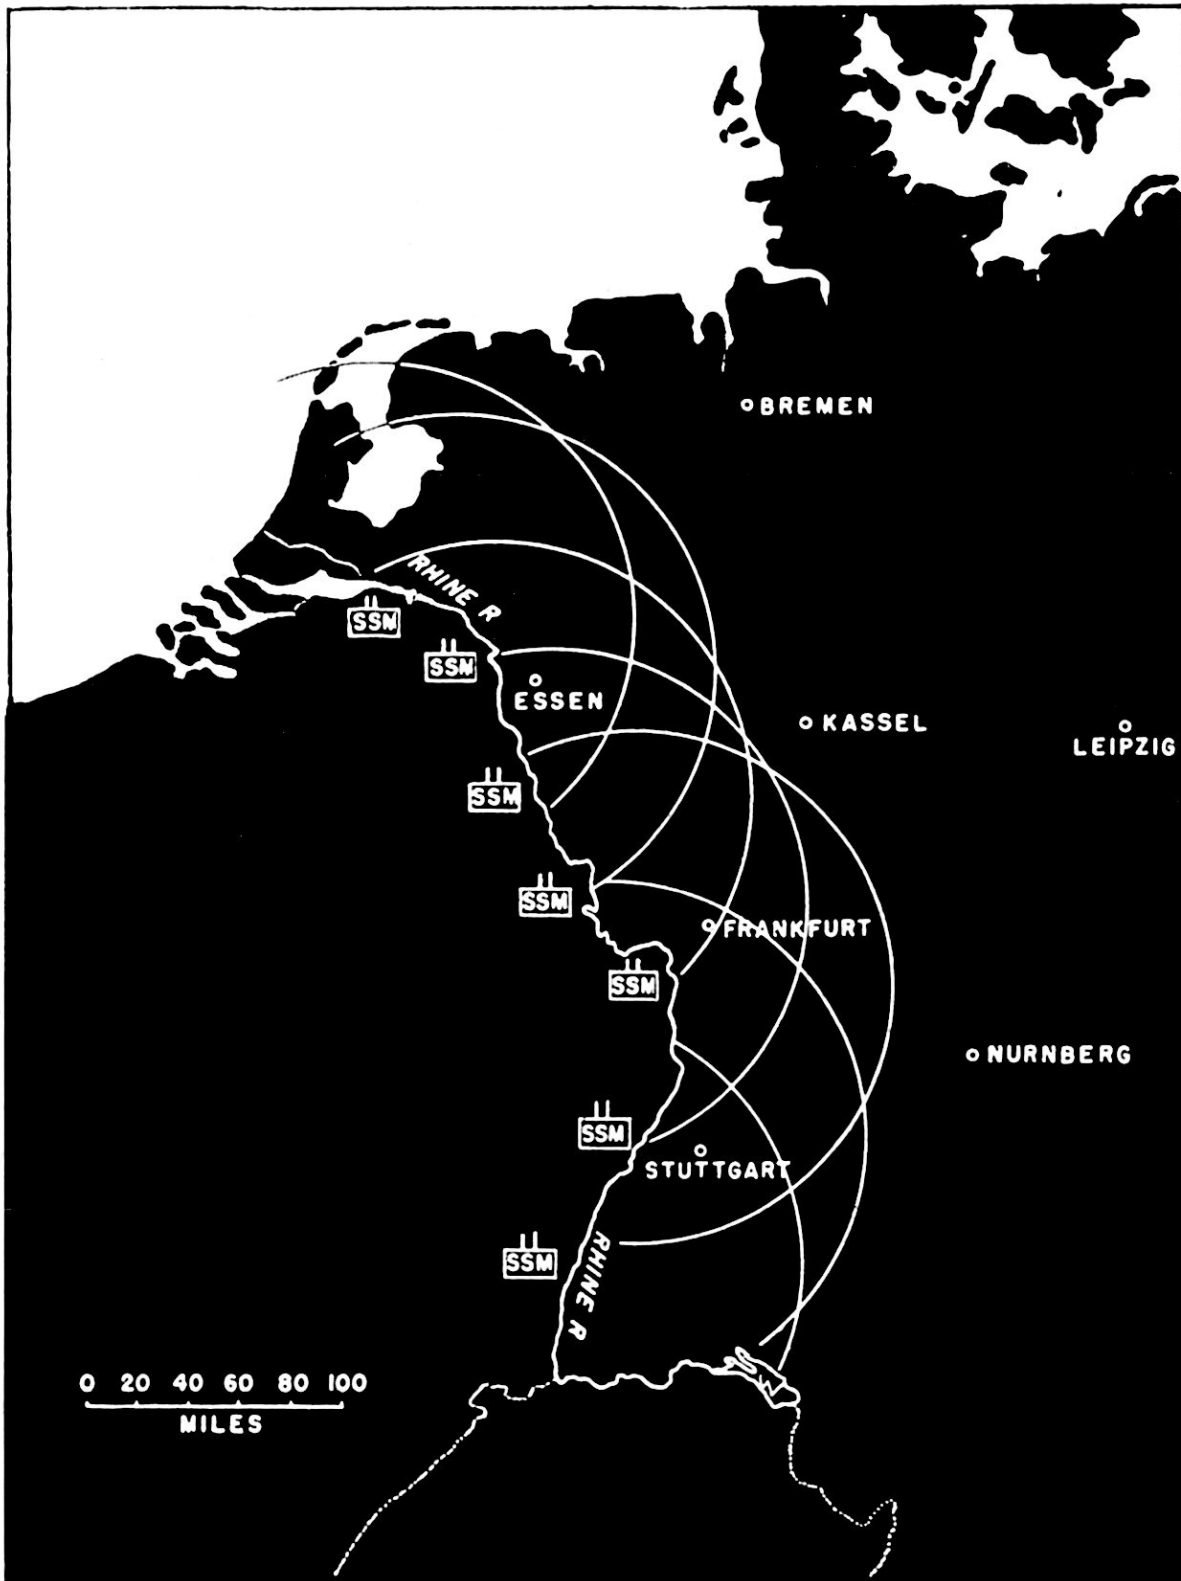 BREMEN
RHINE R
SSM
SSM
ESSEN
KASSEL
LEIPZIG
SSM
SSM
FRANKFURT
SSM
NURNBERG
SSM
STUTTGART
RHINE R
SSM
0 20 40 60 80 100
MILES